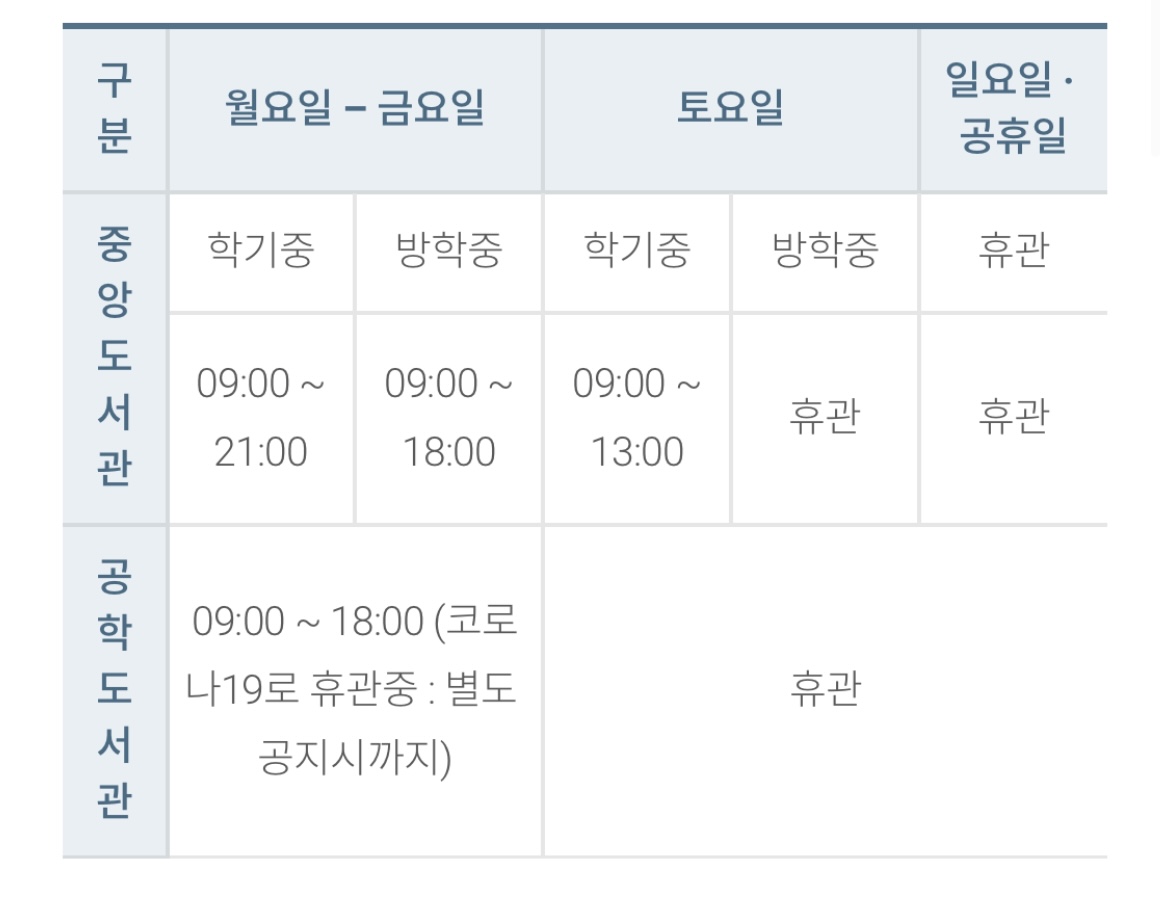 구분
월요일 – 금요일
토요일
일요일 ·
공휴일
중앙도서관
학기중
방학중
학기중
방학중
휴관
09:00 ~
21:00
09:00 ~
18:00
09:00 ~
13:00
휴관
휴관
공학도서관
09:00 ~ 18:00 (코로
나19로 휴관중 : 별도
공지시까지)
휴관